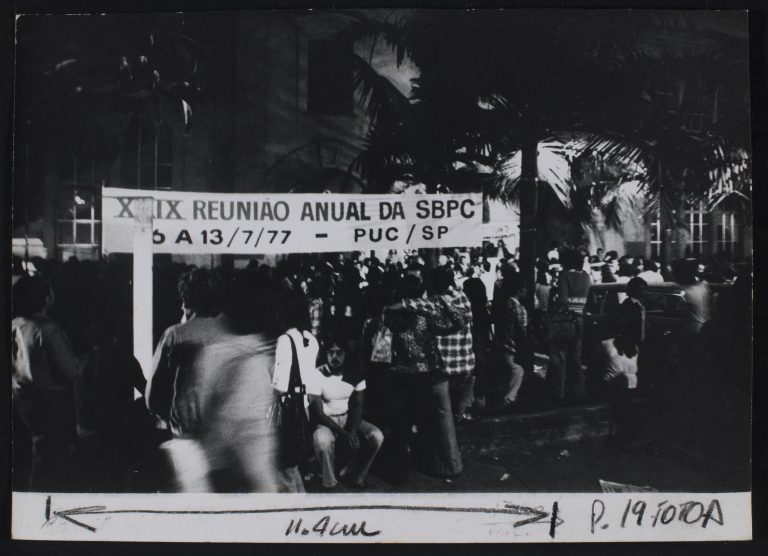 XXIX REUNIÃO ANUAL DA SBPC
6 A 13/7/77 - PUC/SP
11.4cm P. 19 FOTO A